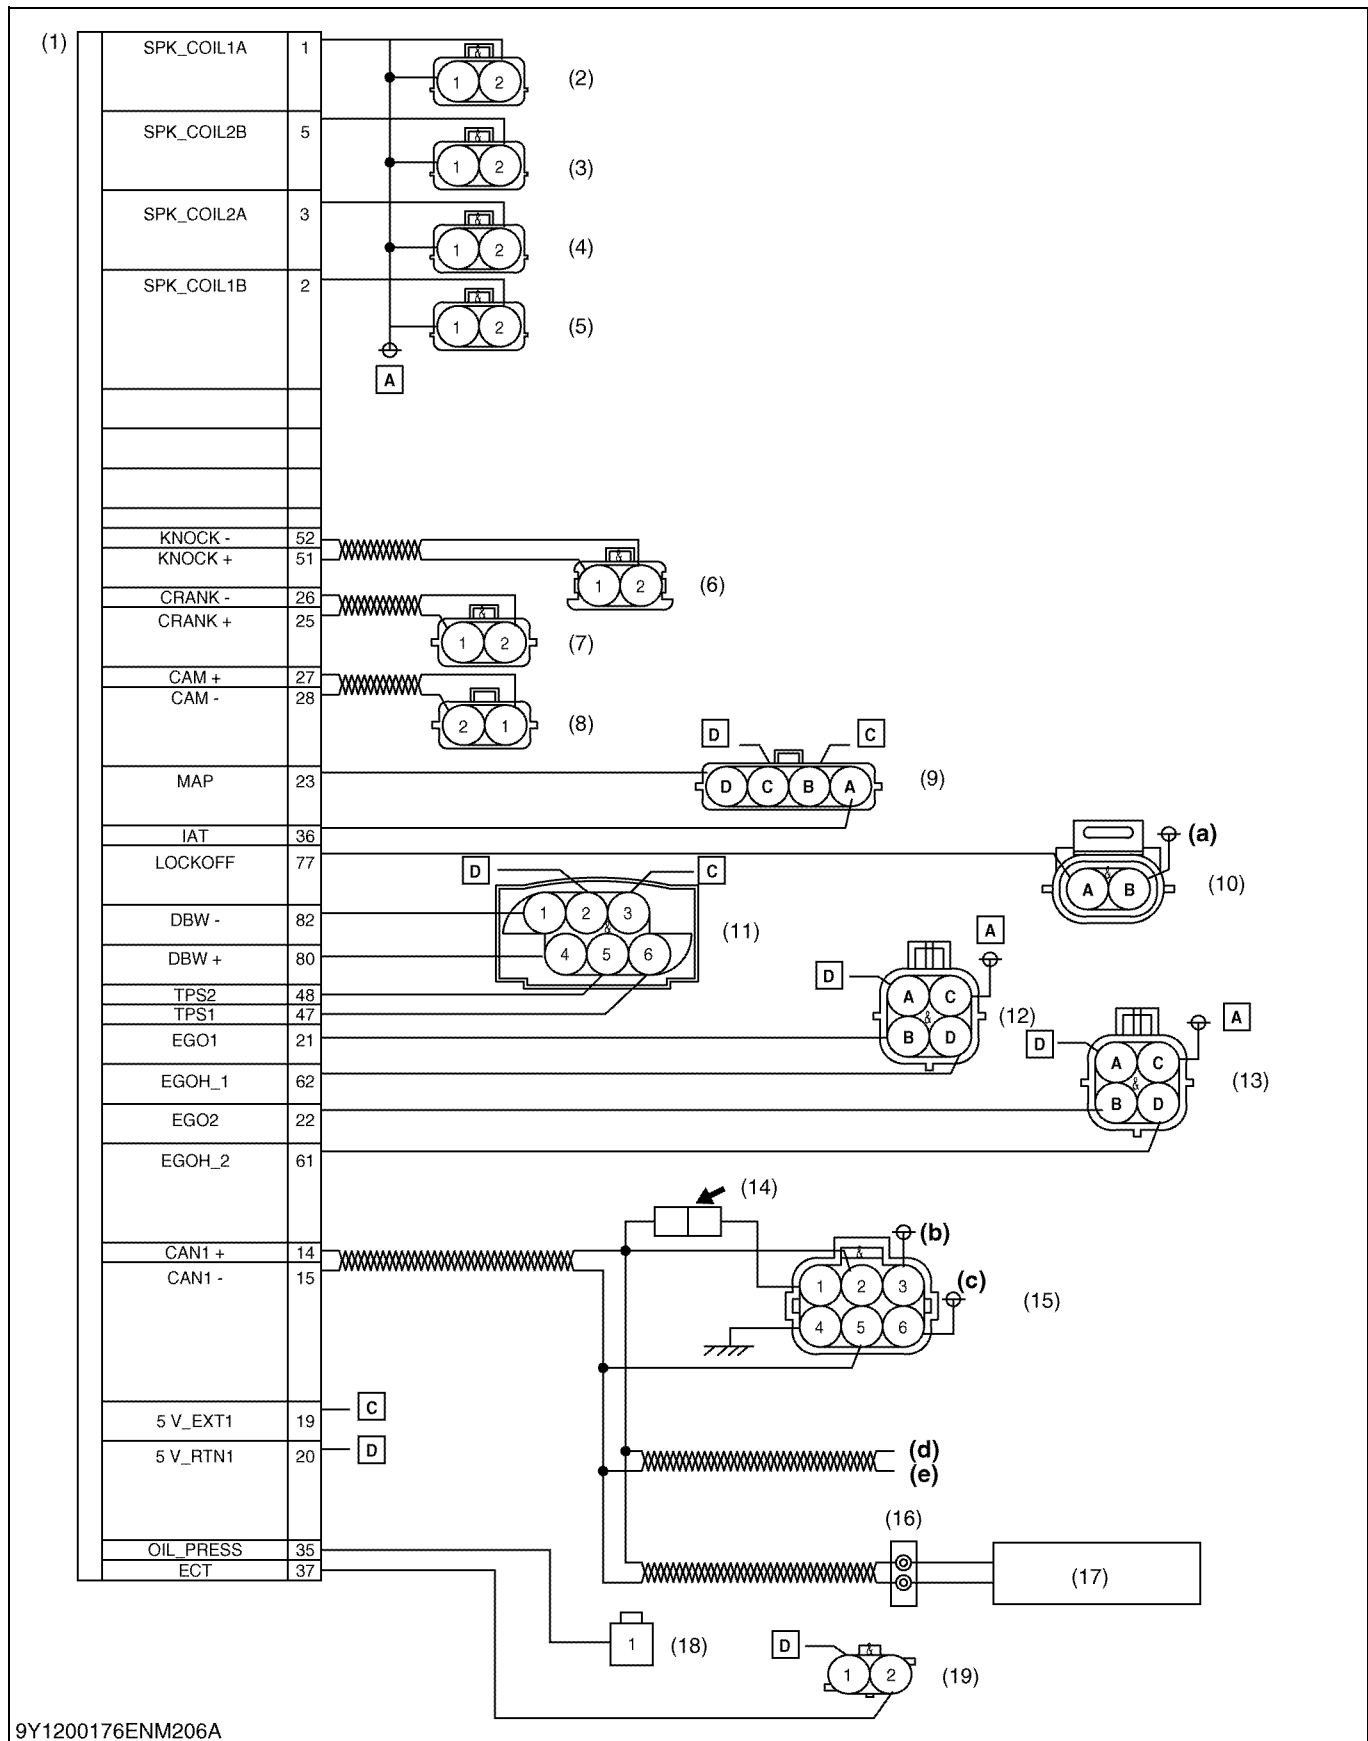 (1)
SPK_COIL1A 1
& 1 2 (2)
SPK_COIL2B 5
& 1 2 (3)
SPK_COIL2A 3
& 1 2 (4)
SPK_COIL1B 2
& 1 2 (5)
A
KNOCK - 52
KNOCK + 51
& 1 2 (6)
CRANK - 26
CRANK + 25
& 1 2 (7)
CAM + 27
CAM - 28
2 1 (8)
D C
MAP 23
D C B A (9)
IAT 36
LOCKOFF 77
(a)
A & B (10)
D C
DBW - 82
1 2 3
& (11)
DBW + 80
4 5 6
TPS2 48
TPS1 47
A
D A C
& (12)
B D
EGO1 21
A
D A C
& (13)
B D
EGOH_1 62
EGO2 22
EGOH_2 61
(14)
CAN1 + 14
CAN1 - 15
(b)
&
(c)
1 2 3
(15)
4 5 6
5 V_EXT1 19 C
5 V_RTN1 20 D
(d)
(e)
(16)
(17)
OIL_PRESS 35
ECT 37
1 (18)
D & 1 2 (19)
9Y1200176ENM206A